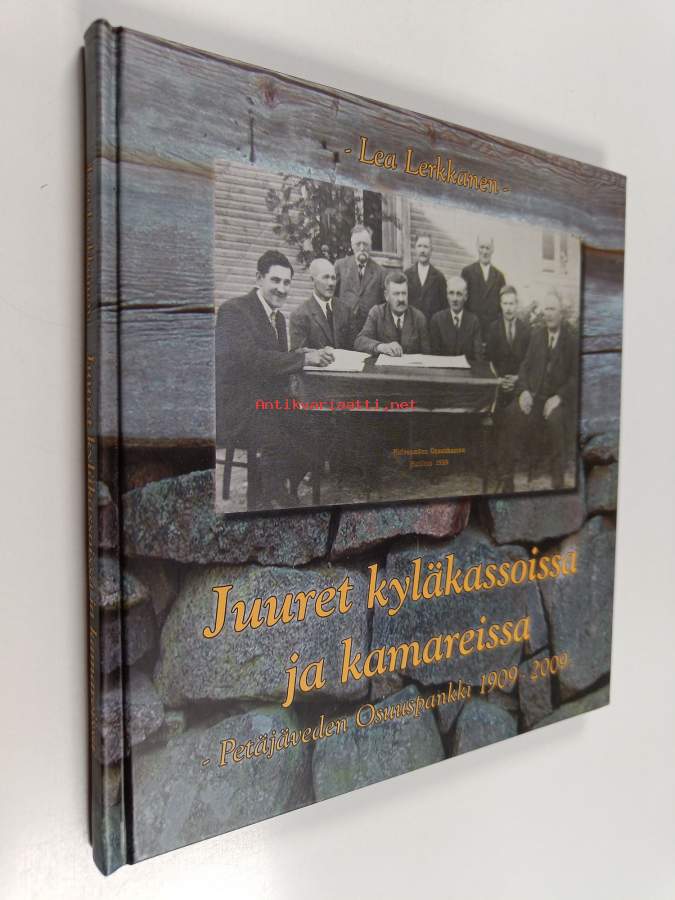 - Lea Lerkkanen -
Antikvariaatti.net
Juuret kyläkassoissa
ja kamareissa
- Petäjäveden Osuuspankki 1909-2009